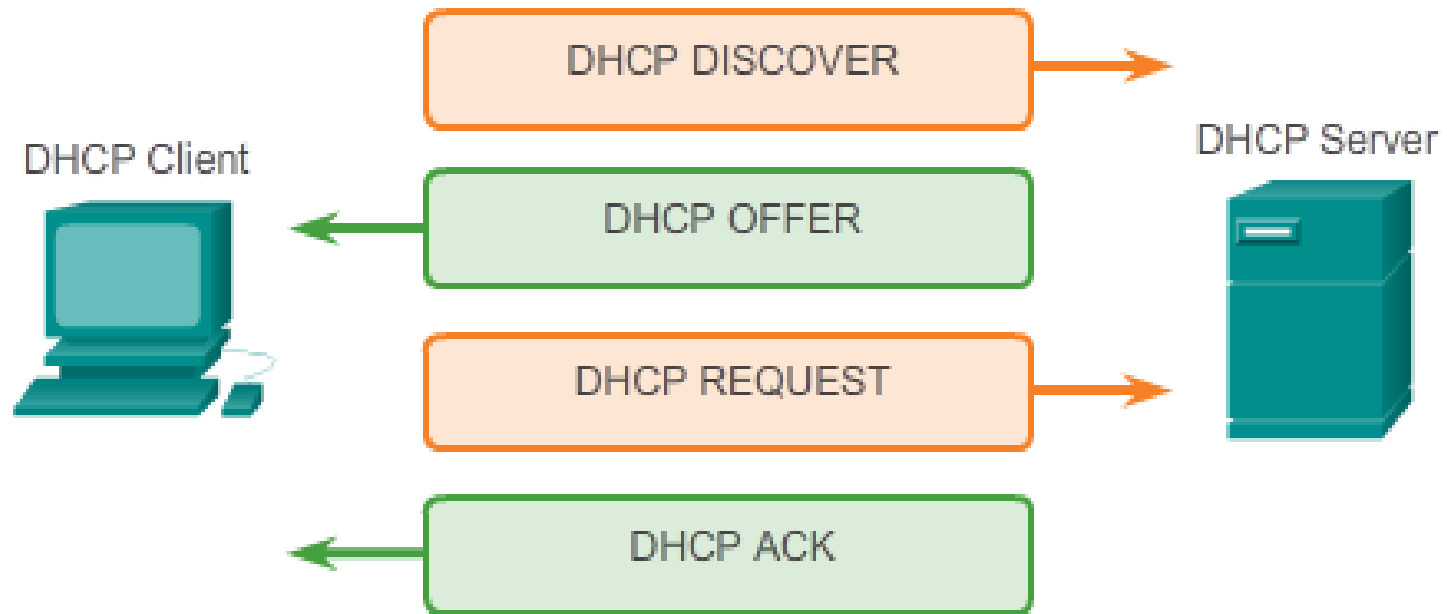 DHCP DISCOVER
DHCP Client
DHCP Server
DHCP OFFER
DHCP REQUEST
DHCP ACK